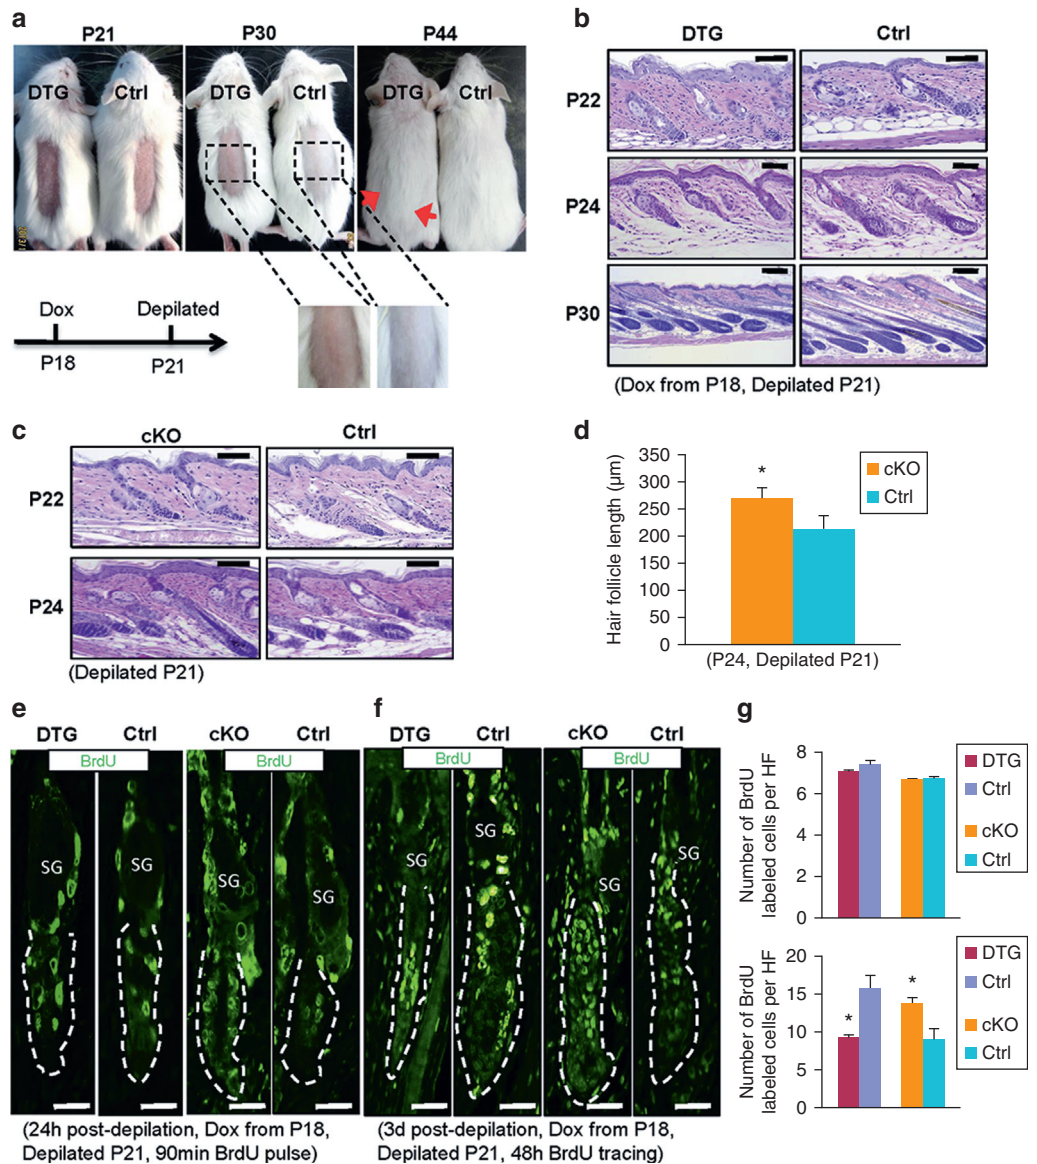 a
P21
P30
P44
DTG
Ctrl
DTG
Ctrl
DTG
Ctrl
Dox
Depilated
P18
P21
b
DTG
Ctrl
P22
P24
P30
(Dox from P18, Depilated P21)
c
cKO
Ctrl
P22
P24
(Depilated P21)
d
Hair follicle length (μm)
350
300
250
200
150
100
50
0
*
cKO
Ctrl
(P24, Depilated P21)
e
DTG
Ctrl
cKO
Ctrl
BrdU
BrdU
SG
SG
SG
SG
(24h post-depilation, Dox from P18,
Depilated P21, 90min BrdU pulse)
f
DTG
Ctrl
cKO
Ctrl
BrdU
BrdU
SG
SG
SG
SG
(3d post-depilation, Dox from P18,
Depilated P21, 48h BrdU tracing)
g
Number of BrdU
labeled cells per HF
8
6
4
2
0
DTG
Ctrl
cKO
Ctrl
Number of BrdU
labeled cells per HF
20
15
10
5
0
*
*
DTG
Ctrl
cKO
Ctrl